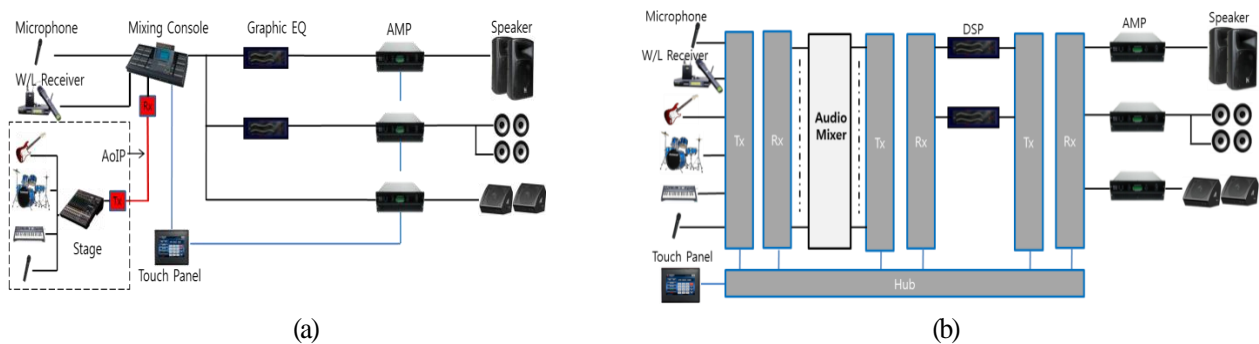 Microphone
Mixing Console
Graphic EQ
AMP
Speaker
W/L Receiver
Rx
AoIP
Tx
Stage
Touch Panel
(a)
Microphone
W/L Receiver
DSP
AMP
Speaker
Tx
Rx
Audio
Mixer
Tx
Rx
Tx
Rx
Touch Panel
Hub
(b)